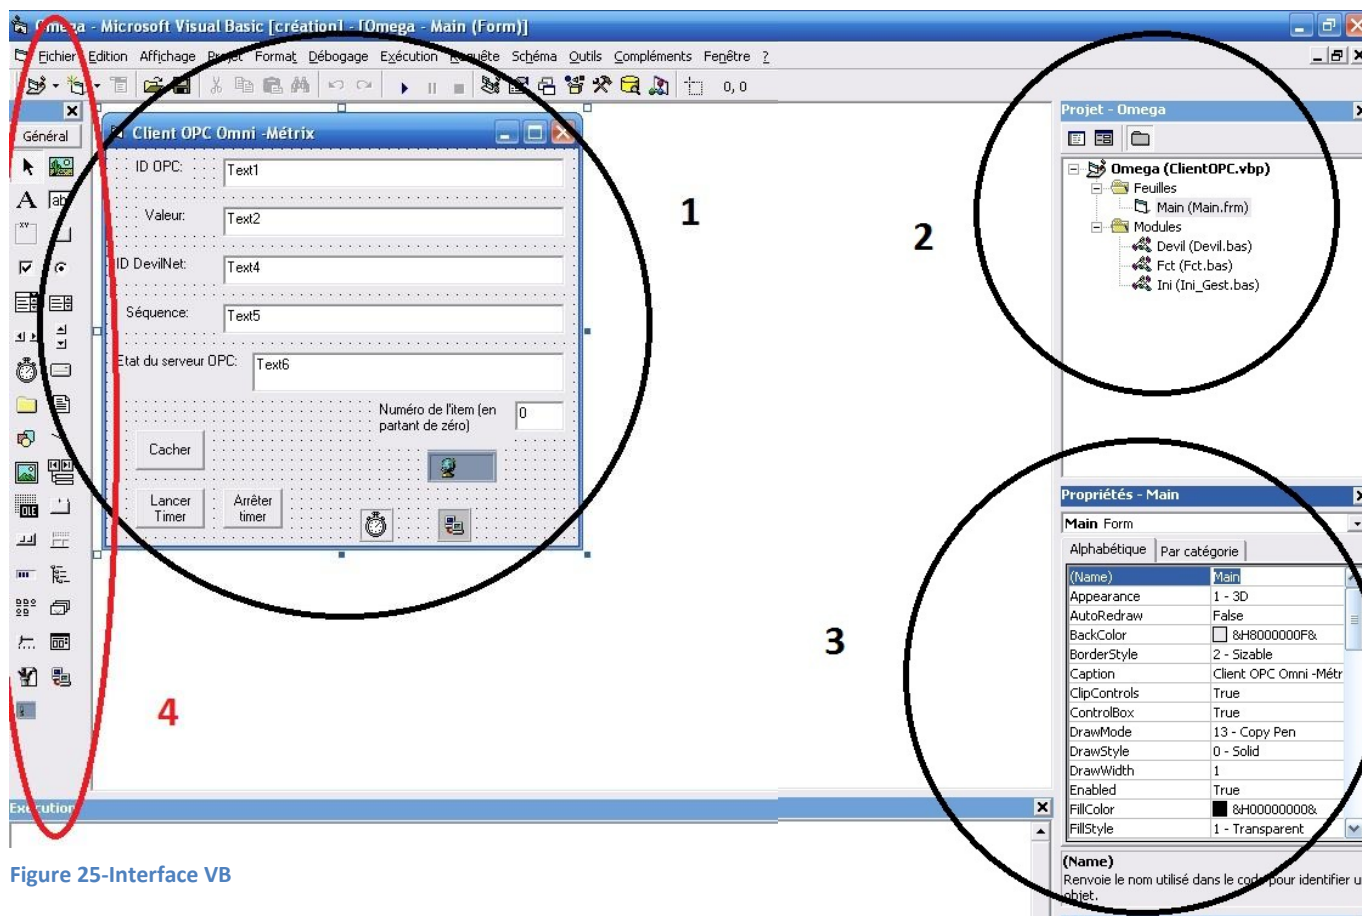 Omega - Microsoft Visual Basic [création] - [Omega - Main (Form)]
Fichier Edition Affichage Projet Format Débogage Exécution Requête Schéma Outils Compléments Fenêtre ?
0, 0
Général
A
ab
xv
OLE
Client OPC Omni -Métrix
ID OPC: Text1
Valeur: Text2
ID DevilNet: Text4
Séquence: Text5
Etat du serveur OPC: Text6
Numéro de l'item (en
partant de zéro)
0
Cacher
Lancer
Timer
Arrêter
timer
1
2
3
4
Projet - Omega
Omega (ClientOPC.vbp)
Feuilles
Main (Main.frm)
Modules
Devil (Devil.bas)
Fct (Fct.bas)
Ini (Ini_Gest.bas)
Propriétés - Main
Main Form
Alphabétique Par catégorie
(Name) Main
Appearance 1 - 3D
AutoRedraw False
BackColor &H8000000F&
BorderStyle 2 - Sizable
Caption Client OPC Omni -Métr
ClipControls True
ControlBox True
DrawMode 13 - Copy Pen
DrawStyle 0 - Solid
DrawWidth 1
Enabled True
FillColor &H00000000&
FillStyle 1 - Transparent
(Name)
Renvoie le nom utilisé dans le code pour identifier u
objet.
Exécution
Figure 25-Interface VB